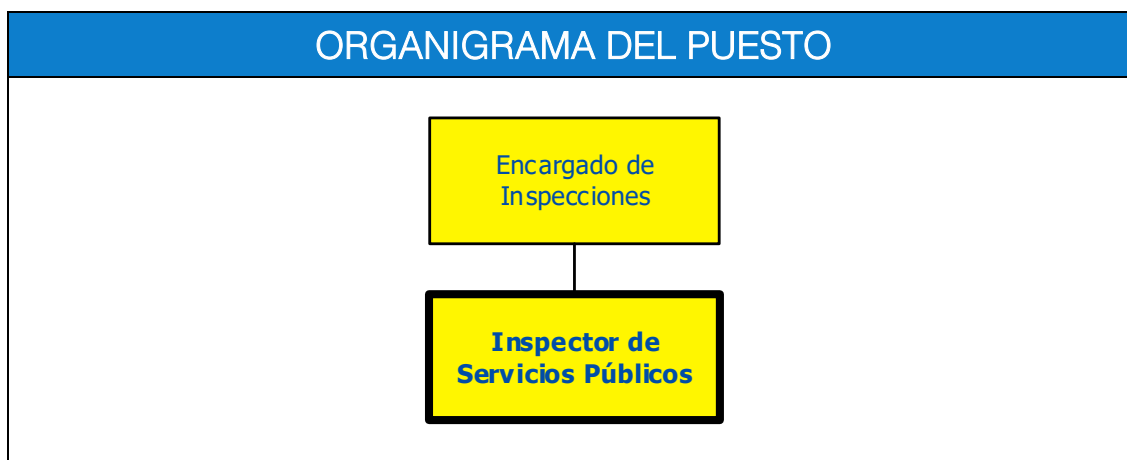 ORGANIGRAMA DEL PUESTO
Encargado de
Inspecciones
Inspector de
Servicios Públicos